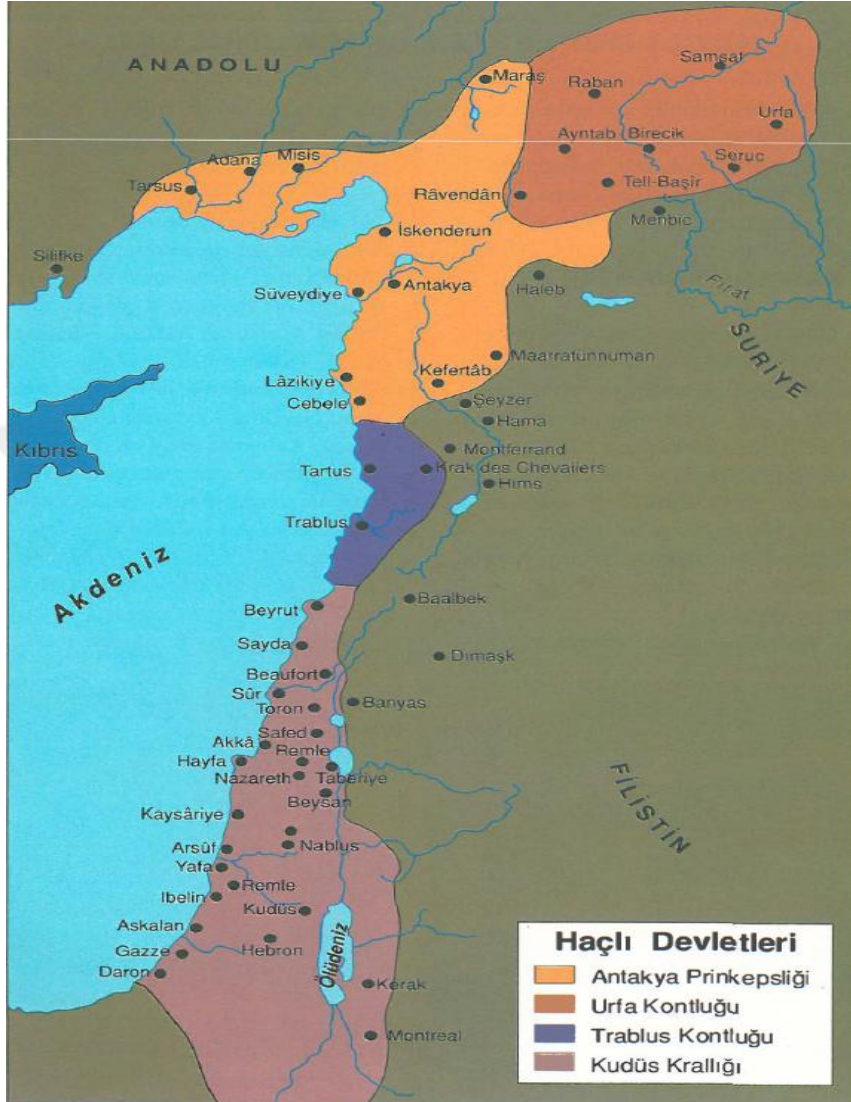 ANADOLU
Maraş
Samsat
Raban
Urfa
Ayntab
Birecik
Seruc
Adana
Misis
Tarsus
Tell-Başîr
Râvendân
Menbic
İskenderun
Silifke
Haleb
Antakya
Süveydiye
Fırat
SURİYE
Maarratünnuman
Kefertâb
Lâzikiye
Cebele
Şeyzer
Hama
Kıbrıs
Montferrand
Tartus
Krak des Chevaliers
Hıms
Trablus
Akdeniz
Beyrut
Baalbek
Sayda
Dımaşk
Beaufort
Sûr
Toron
Banyas
Safed
Akkâ
Remle
Hayfa
Nazareth
Taberiye
Beysan
Kaysâriye
FİLİSTİN
Arsûf
Nablus
Yafa
Remle
Ibelin
Kudüs
Askalan
Gazze
Hebron
Daron
Ölüdeniz
Kerak
Montreal
Haçlı Devletleri
Antakya Prinkepsliği
Urfa Kontluğu
Trablus Kontluğu
Kudüs Krallığı